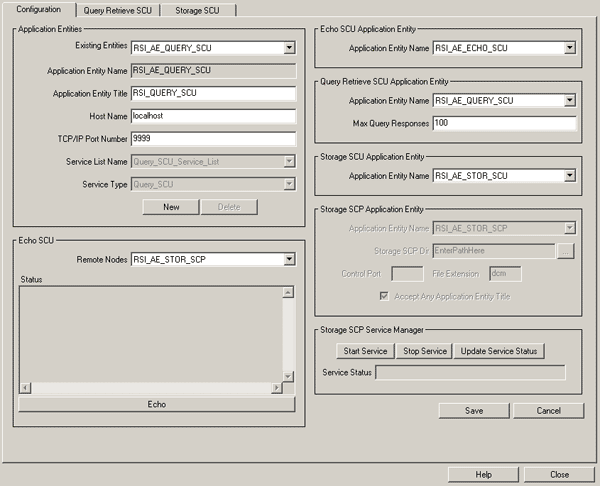 Configuration
Query Retrieve SCU
Storage SCU
Application Entities
Existing Entities
RSI_AE_QUERY_SCU
Application Entity Name
RSI_AE_QUERY_SCU
Application Entity Title
RSI_QUERY_SCU
Host Name
localhost
TCP/IP Port Number
9999
Service List Name
Query_SCU_Service_List
Service Type
Query_SCU
New
Delete
Echo SCU
Remote Nodes
RSI_AE_STOR_SCP
Status
Echo
Echo SCU Application Entity
Application Entity Name
RSI_AE_ECHO_SCU
Query Retrieve SCU Application Entity
Application Entity Name
RSI_AE_QUERY_SCU
Max Query Responses
100
Storage SCU Application Entity
Application Entity Name
RSI_AE_STOR_SCU
Storage SCP Application Entity
Application Entity Name
RSI_AE_STOR_SCP
Storage SCP Dir
EnterPathHere
...
Control Port
File Extension
dcm
Accept Any Application Entity Title
Storage SCP Service Manager
Start Service
Stop Service
Update Service Status
Service Status
Save
Cancel
Help
Close